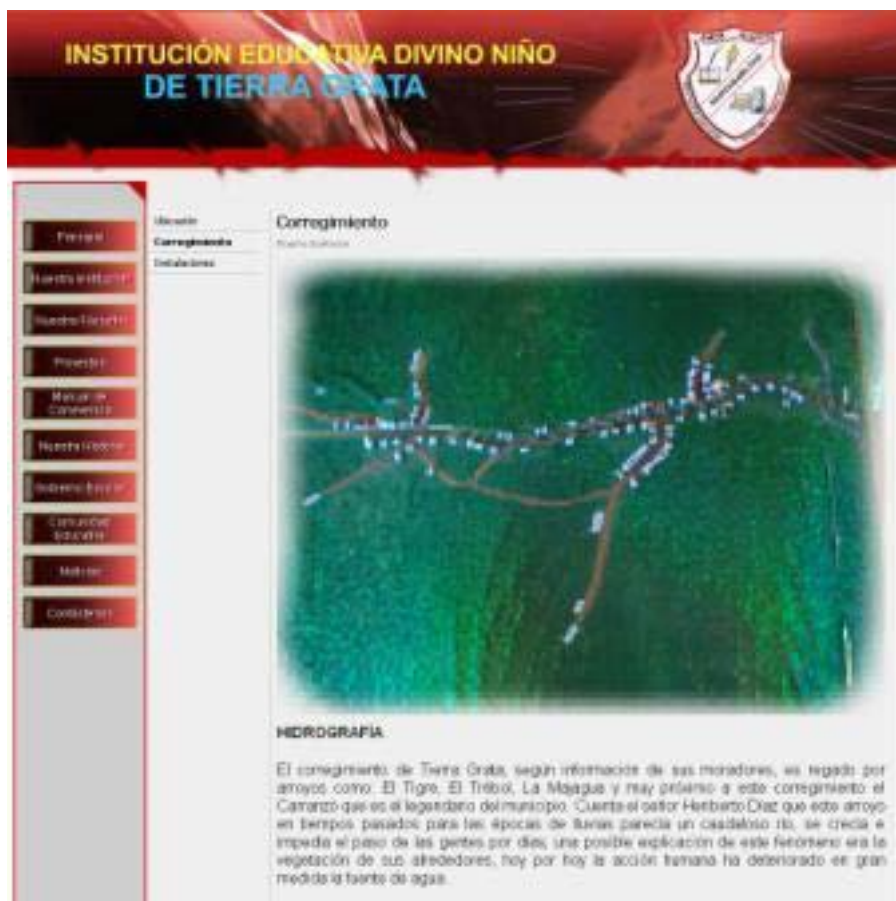 INSTITUCIÓN EDUCATIVA DIVINO NIÑO
DE TIERRA GRATA
Principal
Nuestra Institución
Proyectos
Manual de
Convivencia
Nuestra Historia
Gobierno Escolar
Comunidad
Educativa
Noticias
Contáctenos
Ubicación
Corregimiento
Instalaciones
Corregimiento
HIDROGRAFÍA
El corregimiento de Tierra Grata, según información de sus moradores, es regado por
arroyos como: El Tigre, El Trébol, La Majagua y muy próximo a este corregimiento el
Carranzó que es el legendario del municipio. Cuenta el señor Heriberto Díaz que este arroyo
en tiempos pasados para las épocas de lluvias parecía un caudaloso río, se crecía e
impedía el paso de las gentes por días, una posible explicación de este fenómeno era la
vegetación de sus alrededores, hoy por hoy la acción humana ha deteriorado en gran
medida la fuente de agua.